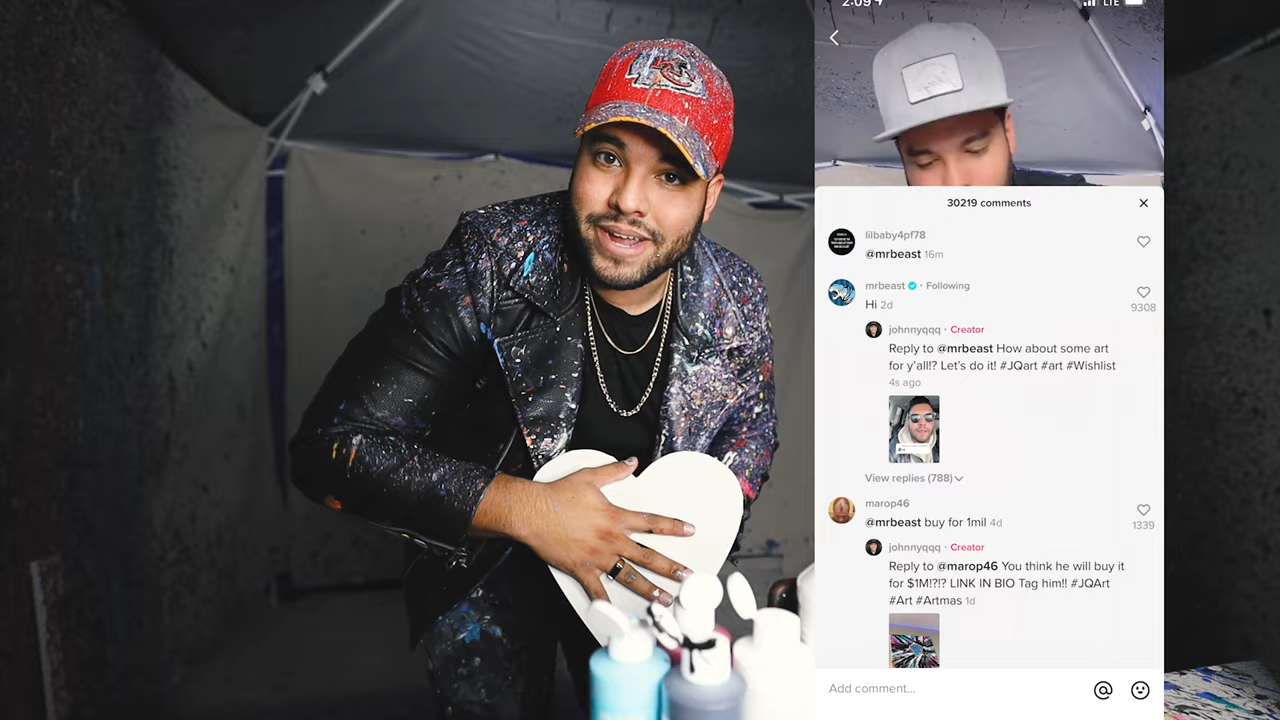 2:09
LTE
30219 comments
lilbaby4pf78
@mrbeast 16m
mrbeast · Following
Hi 2d
9308
johnnyqqq · Creator
Reply to @mrbeast How about some art
for y'all!? Let's do it! #JQart #art #Wishlist
4s ago
View replies (788)
marop46
@mrbeast buy for 1mil 4d
1339
johnnyqqq · Creator
Reply to @marop46 You think he will buy it
for $1M!?!? LINK IN BIO Tag him!! #JQArt
#Art #Artmas 1d
Add comment...